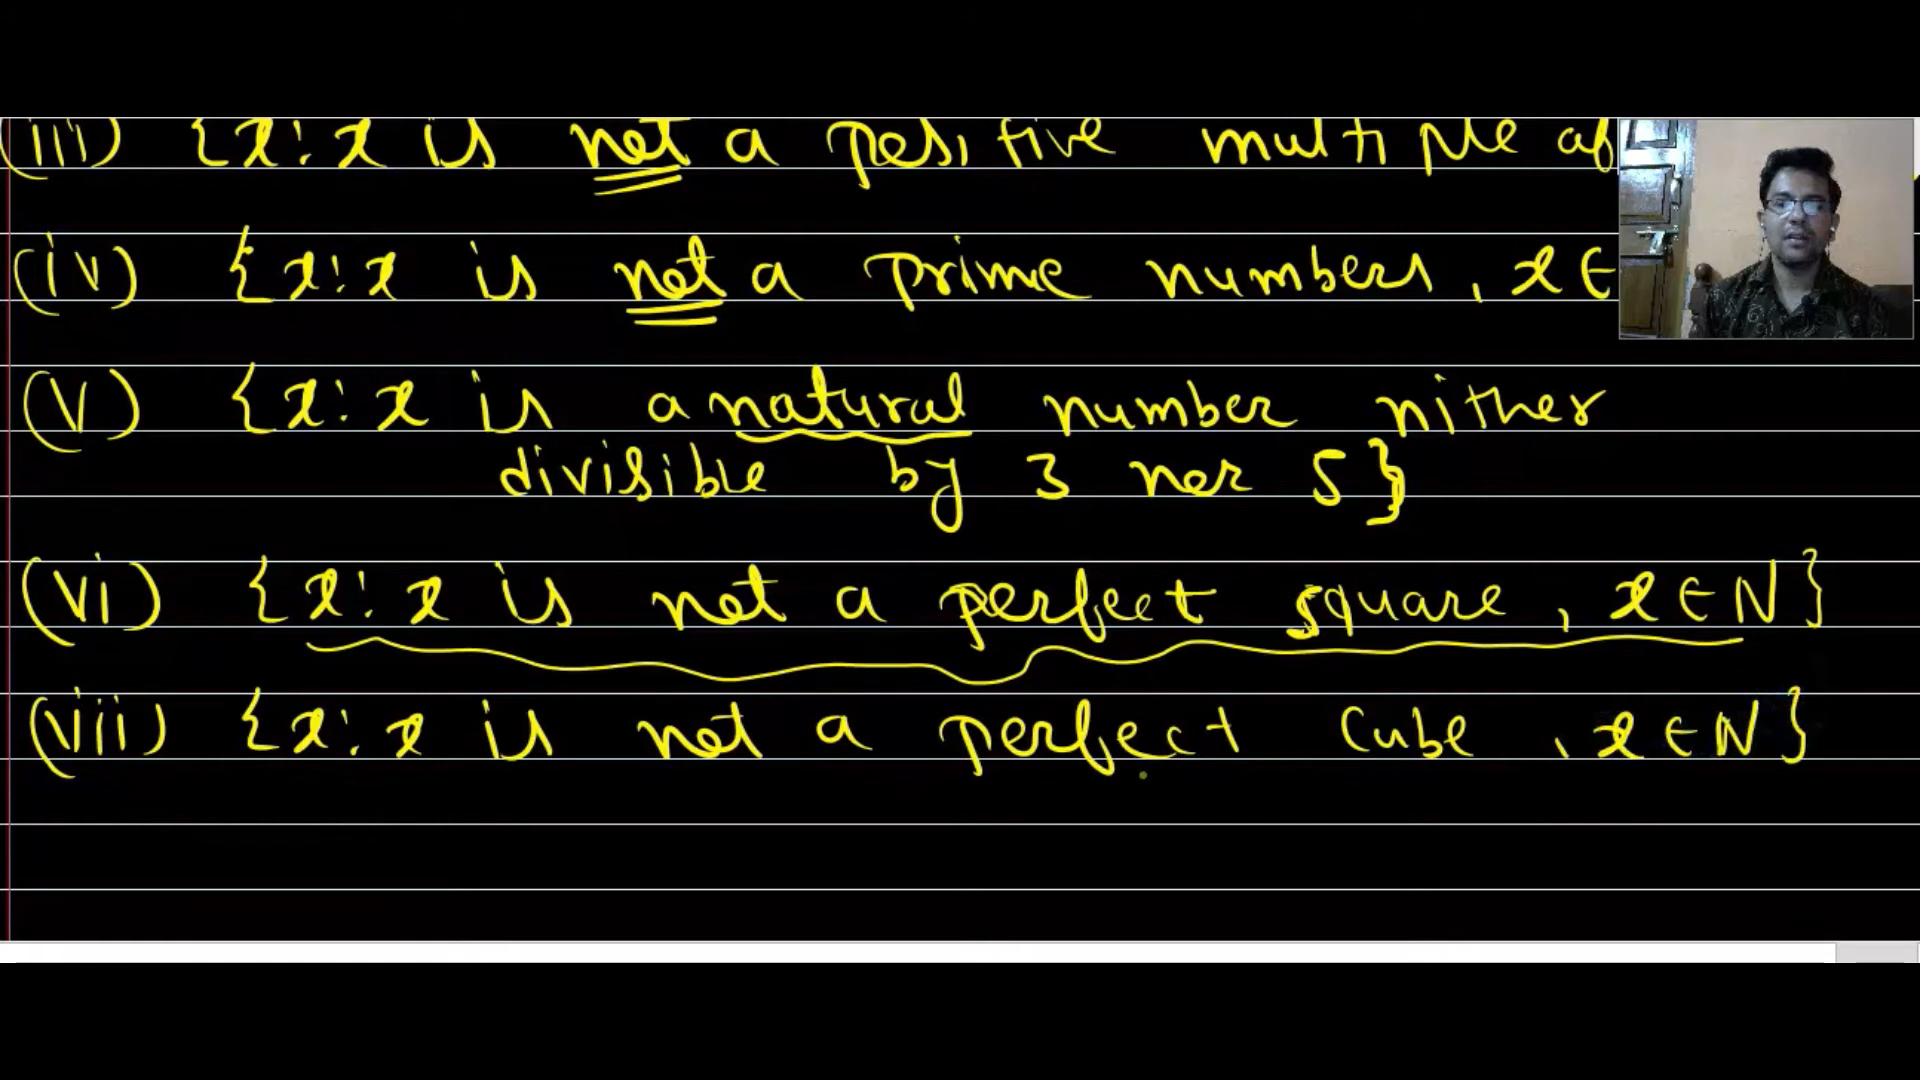 (iii) {x: x is not a positive multiple of
(iv) {x: x is not a prime numbers, x ∈
(v) {x: x is a natural number nither
divisible by 3 nor 5}
(vi) {x: x is not a perfect square, x ∈ N}
(vii) {x: x is not a perfect cube, x ∈ N}